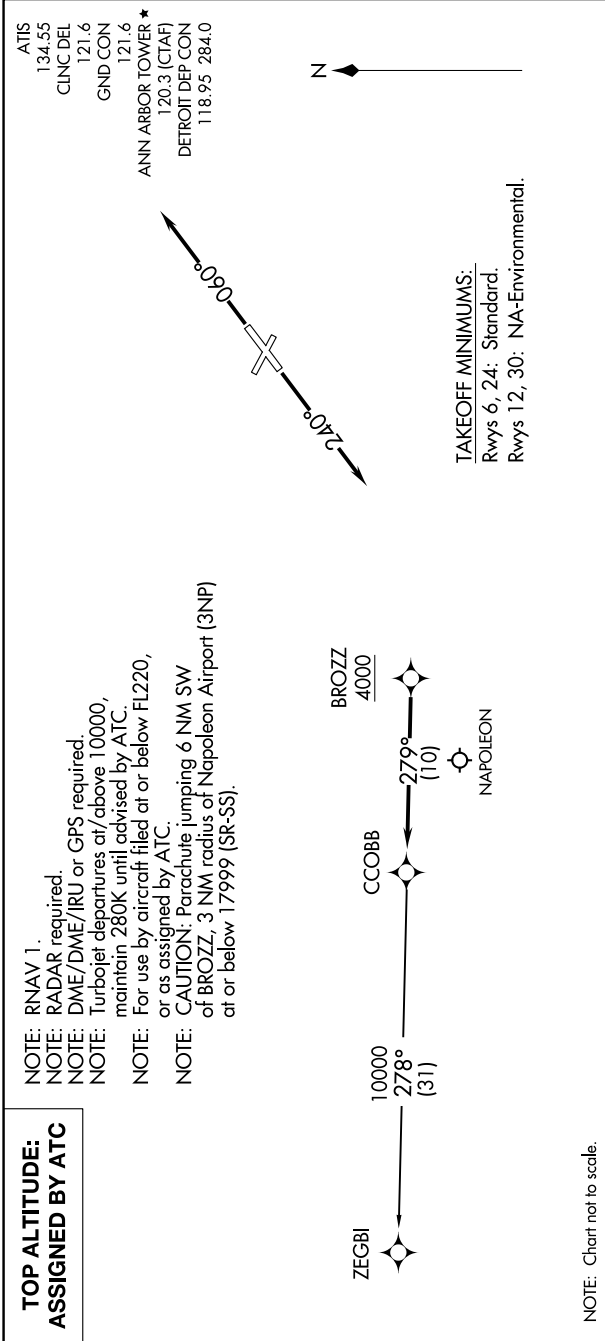 TOP ALTITUDE:
ASSIGNED BY ATC
NOTE: RNAV 1.
NOTE: RADAR required.
NOTE: DME/DME/IRU or GPS required.
NOTE: Turbojet departures at/above 10000,
maintain 280K until advised by ATC.
NOTE: For use by aircraft filed at or below FL220,
or as assigned by ATC.
NOTE: CAUTION: Parachute jumping 6 NM SW
of BROZZ, 3 NM radius of Napoleon Airport (3NP)
at or below 17999 (SR-SS).
ATIS
134.55
CLNC DEL
121.6
GND CON
121.6
ANN ARBOR TOWER ★
120.3 (CTAF)
DETROIT DEP CON
118.95 284.0
060°
240°
N
ZEGBI
10000
278°
(31)
CCOBB
279°
(10)
BROZZ
4000
NAPOLEON
TAKEOFF MINIMUMS:
Rwys 6, 24: Standard.
Rwys 12, 30: NA-Environmental.
NOTE: Chart not to scale.